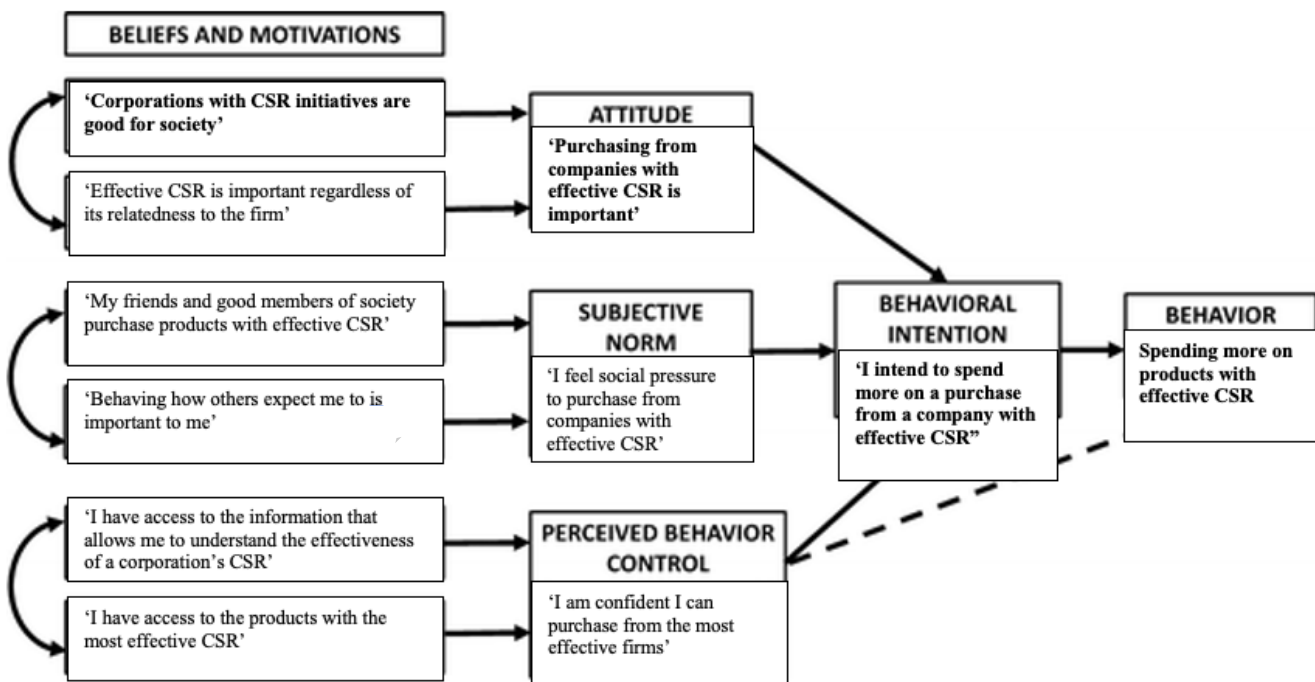 BELIEFS AND MOTIVATIONS
‘Corporations with CSR initiatives are
good for society’
‘Effective CSR is important regardless of
its relatedness to the firm’
‘My friends and good members of society
purchase products with effective CSR’
‘Behaving how others expect me to is
important to me’
‘I have access to the information that
allows me to understand the effectiveness
of a corporation’s CSR’
‘I have access to the products with the
most effective CSR’
ATTITUDE
‘Purchasing from
companies with
effective CSR is
important’
SUBJECTIVE
NORM
‘I feel social pressure
to purchase from
companies with
effective CSR’
PERCEIVED BEHAVIOR
CONTROL
‘I am confident I can
purchase from the most
effective firms’
BEHAVIORAL
INTENTION
‘I intend to spend
more on a purchase
from a company with
effective CSR”
BEHAVIOR
Spending more on
products with
effective CSR